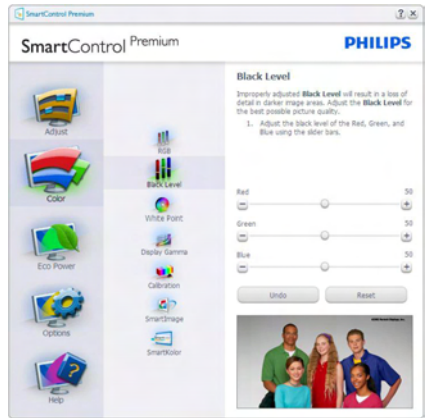 SmartControl Premium
SmartControl Premium
PHILIPS
Adjust
Color
Eco Power
Options
Help
RGB
Black Level
White Point
Display Gamma
Calibration
SmartImage
SmartKolor
Black Level
Improperly adjusted Black Level will result in a loss of
detail in darker image areas. Adjust the Black Level for
the best possible picture quality.
1. Adjust the black level of the Red, Green, and
Blue using the slider bars.
Red 50
Green 50
Blue 50
Undo Reset